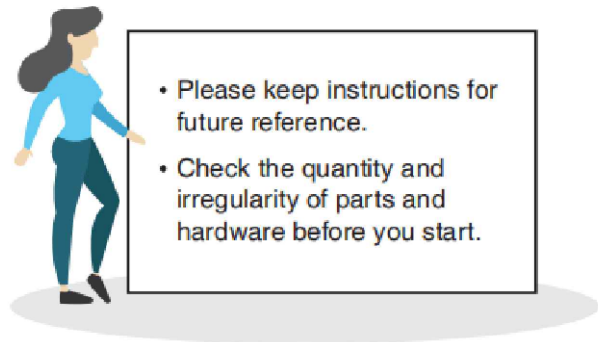 • Please keep instructions for
future reference.
• Check the quantity and
irregularity of parts and
hardware before you start.